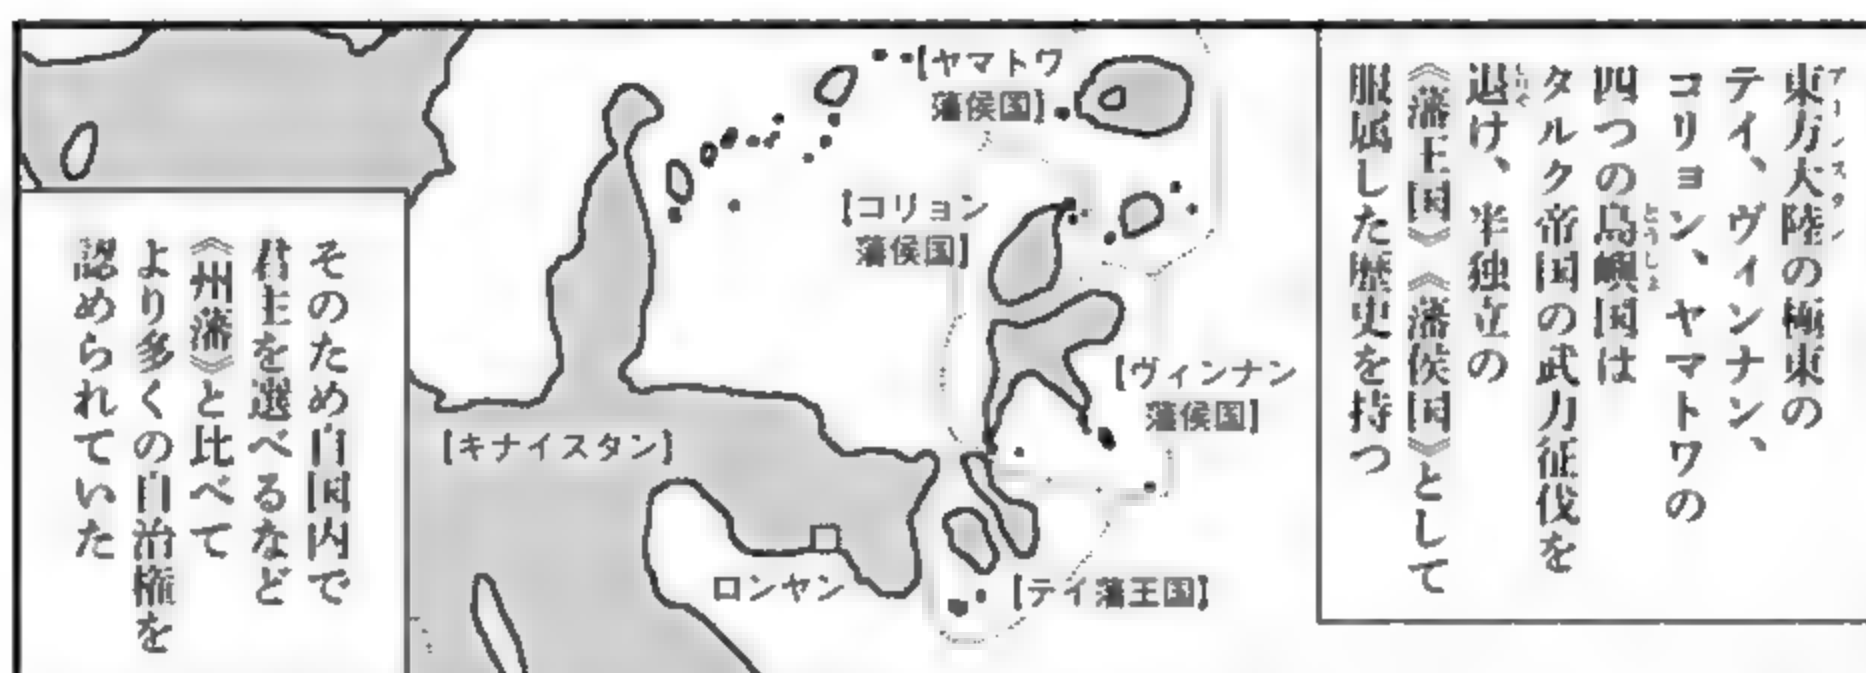 東方大陸の極東の
テイ、ヴィンナン、
コリョン、ヤマトワの
四つの島嶼国は
タルク帝国の武力征伐を
退け、半独立の
《藩王国》《藩侯国》として
服属した歴史を持つ
[ヤマトワ
藩侯国]
[コリョン
藩侯国]
[ヴィンナン
藩侯国]
[キナイスタン]
ロンヤン
[テイ藩王国]
そのため自国内で
君主を選べるなど
《州藩》と比べて
より多くの自治権を
認められていた